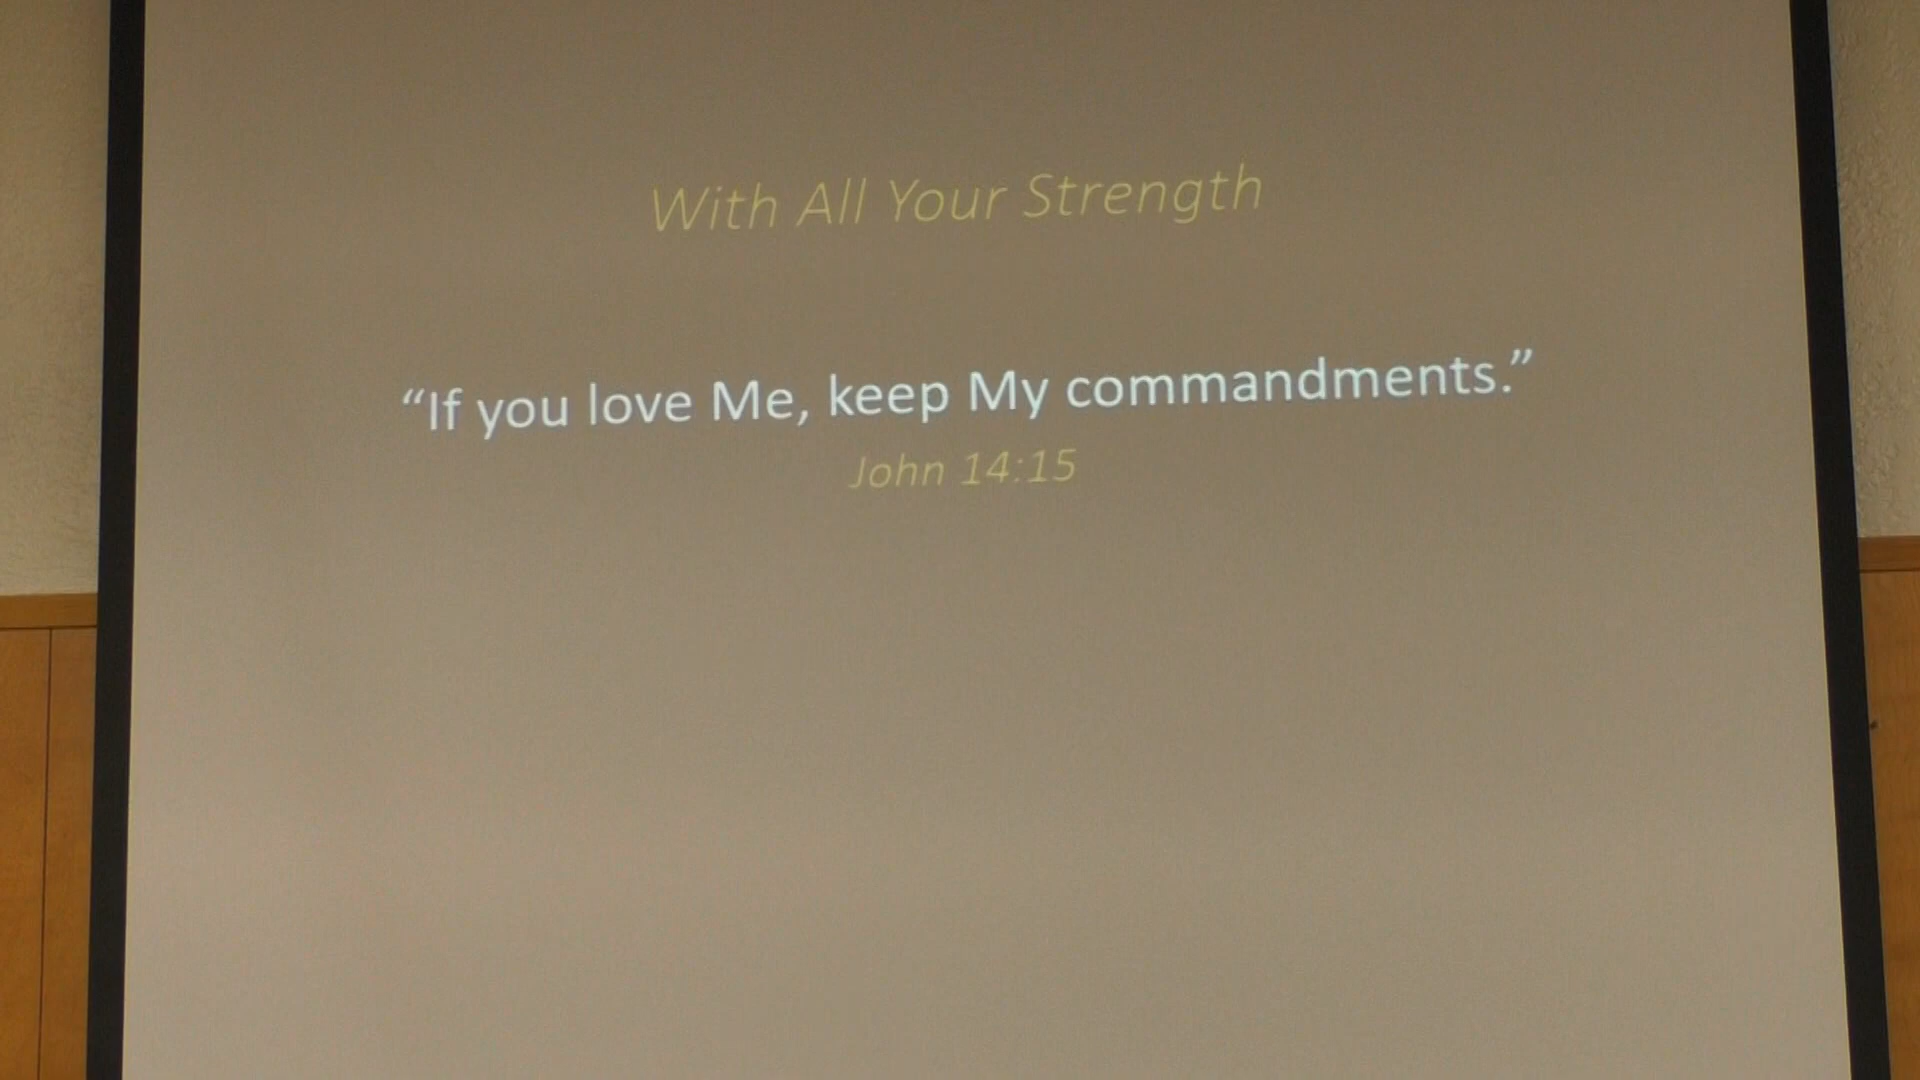 With All Your Strength
“If you love Me, keep My commandments.”
John 14:15